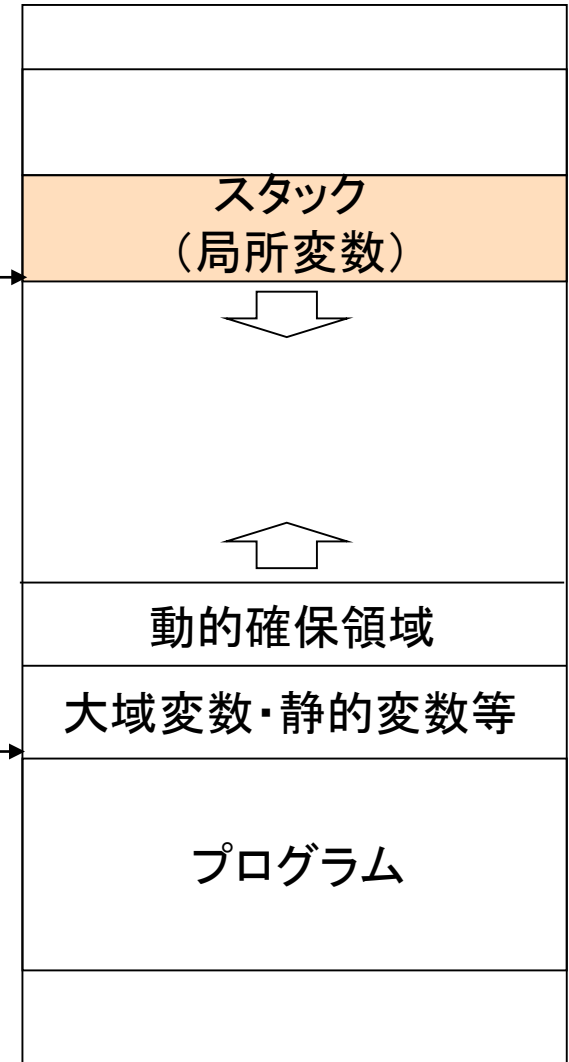 スタック
（局所変数）
動的確保領域
大域変数・静的変数等
プログラム